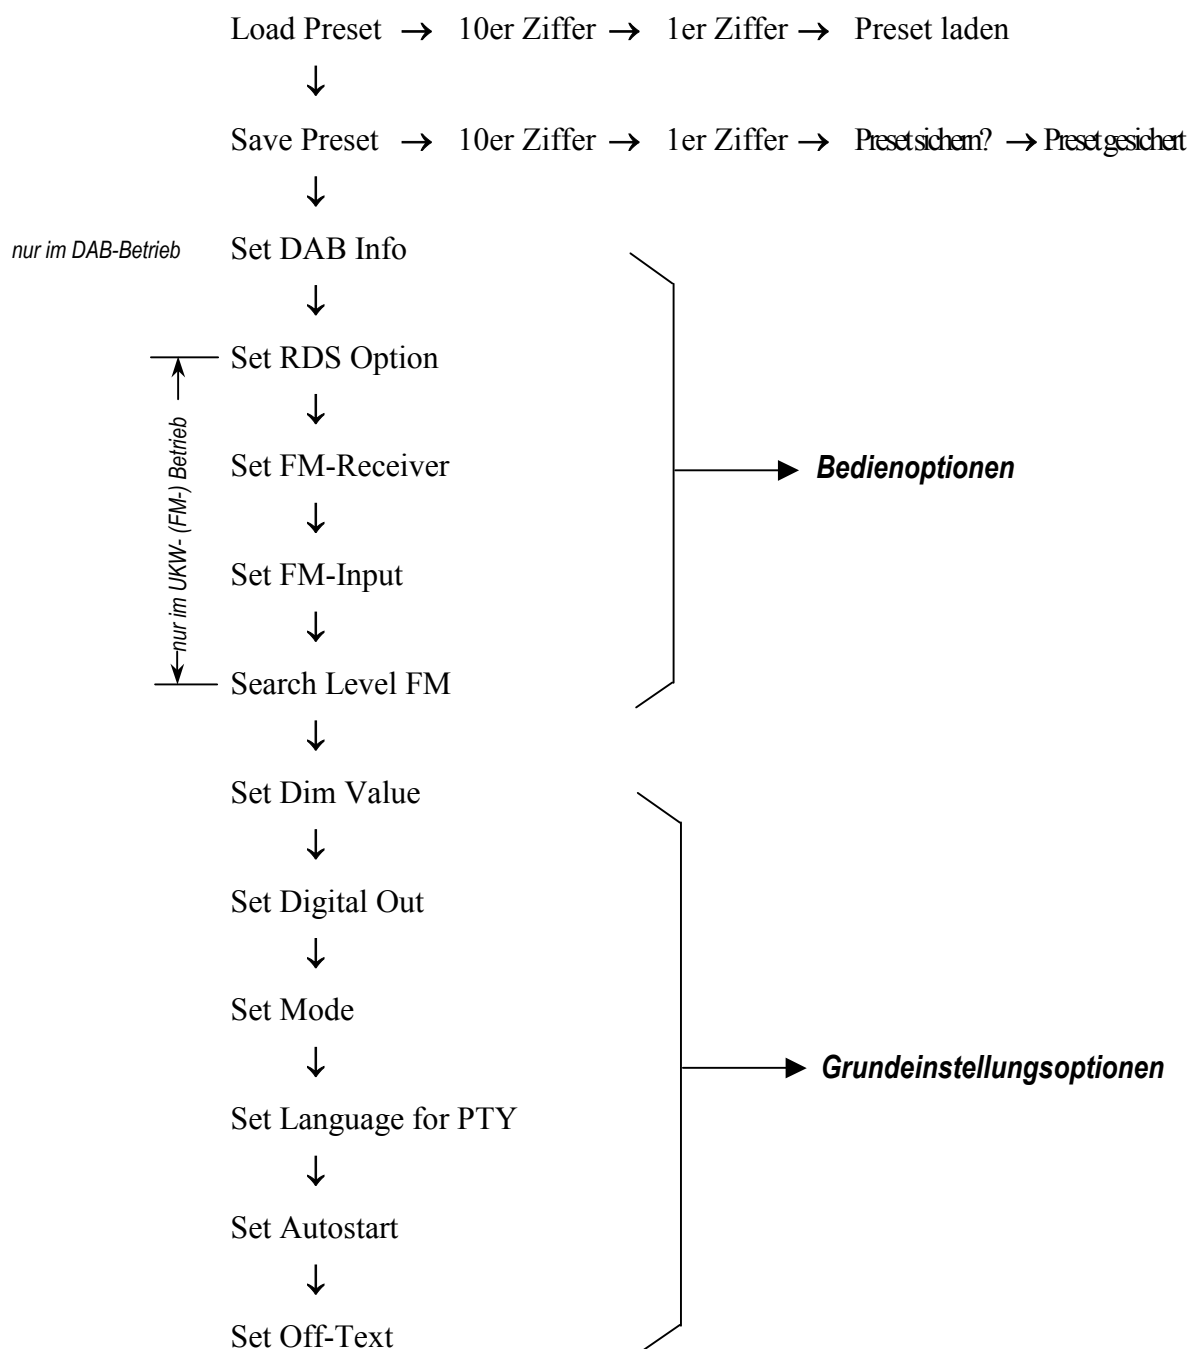 Load Preset → 10er Ziffer → 1er Ziffer → Preset laden
↓
Save Preset → 10er Ziffer → 1er Ziffer → Preset sichern? → Preset gesichert
↓
nur im DAB-Betrieb Set DAB Info
↓
Set RDS Option
↓
Set FM-Receiver
nur im UKW- (FM-) Betrieb
Bedienoptionen
↓
Set FM-Input
↓
Search Level FM
↓
Set Dim Value
↓
Set Digital Out
↓
Set Mode
↓
Grundeinstellungsoptionen
Set Language for PTY
↓
Set Autostart
↓
Set Off-Text